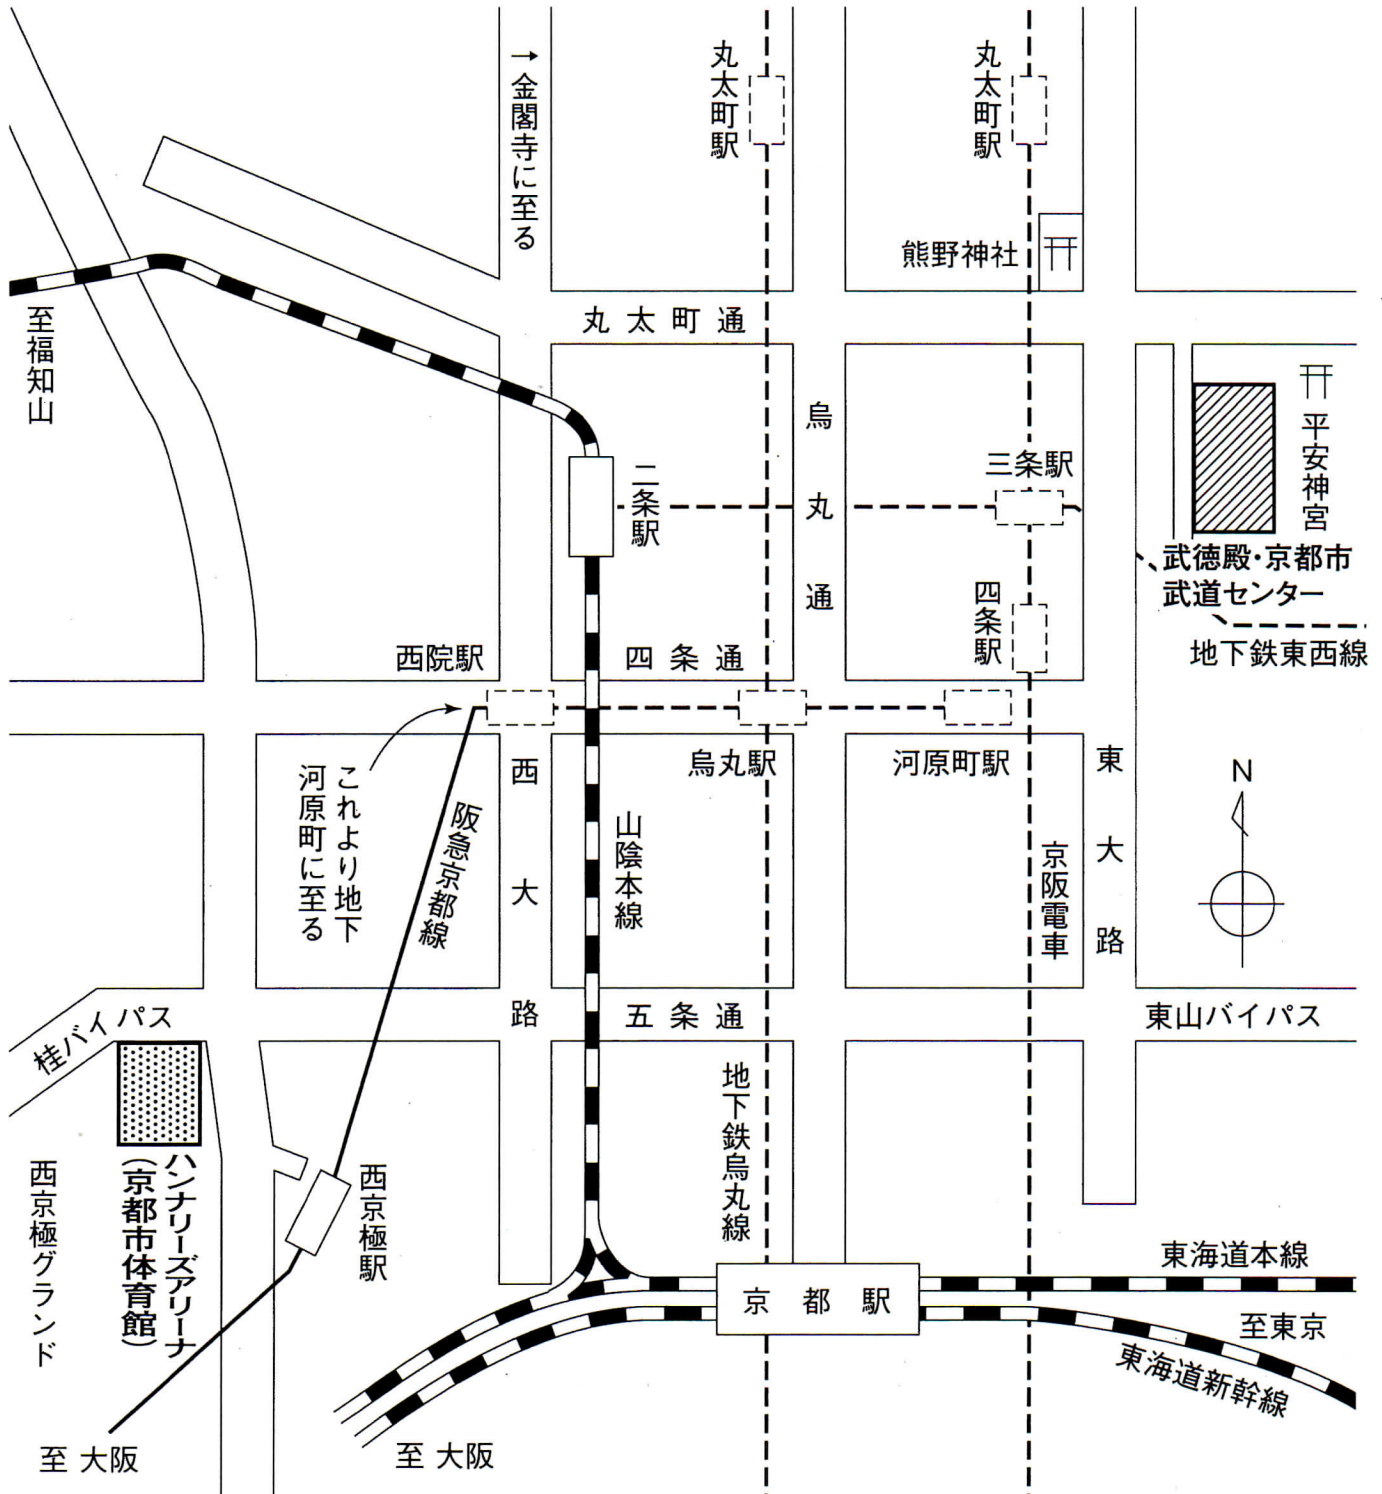 →金閣寺に至る
丸太町駅
丸太町駅
熊野神社
至福知山
丸太町通
平安神宮
烏丸通
二条駅
三条駅
武徳殿・京都市
武道センター
四条駅
地下鉄東西線
西院駅
四条通
烏丸駅
河原町駅
これより地下
河原町に至る
阪急京都線
西大路
山陰本線
京阪電車
東大路
N
桂バイパス
五条通
東山バイパス
地下鉄烏丸線
西京極グランド
ハンナリーズアリーナ
(京都市体育館)
西京極駅
京都駅
東海道本線
至東京
東海道新幹線
至 大阪
至 大阪